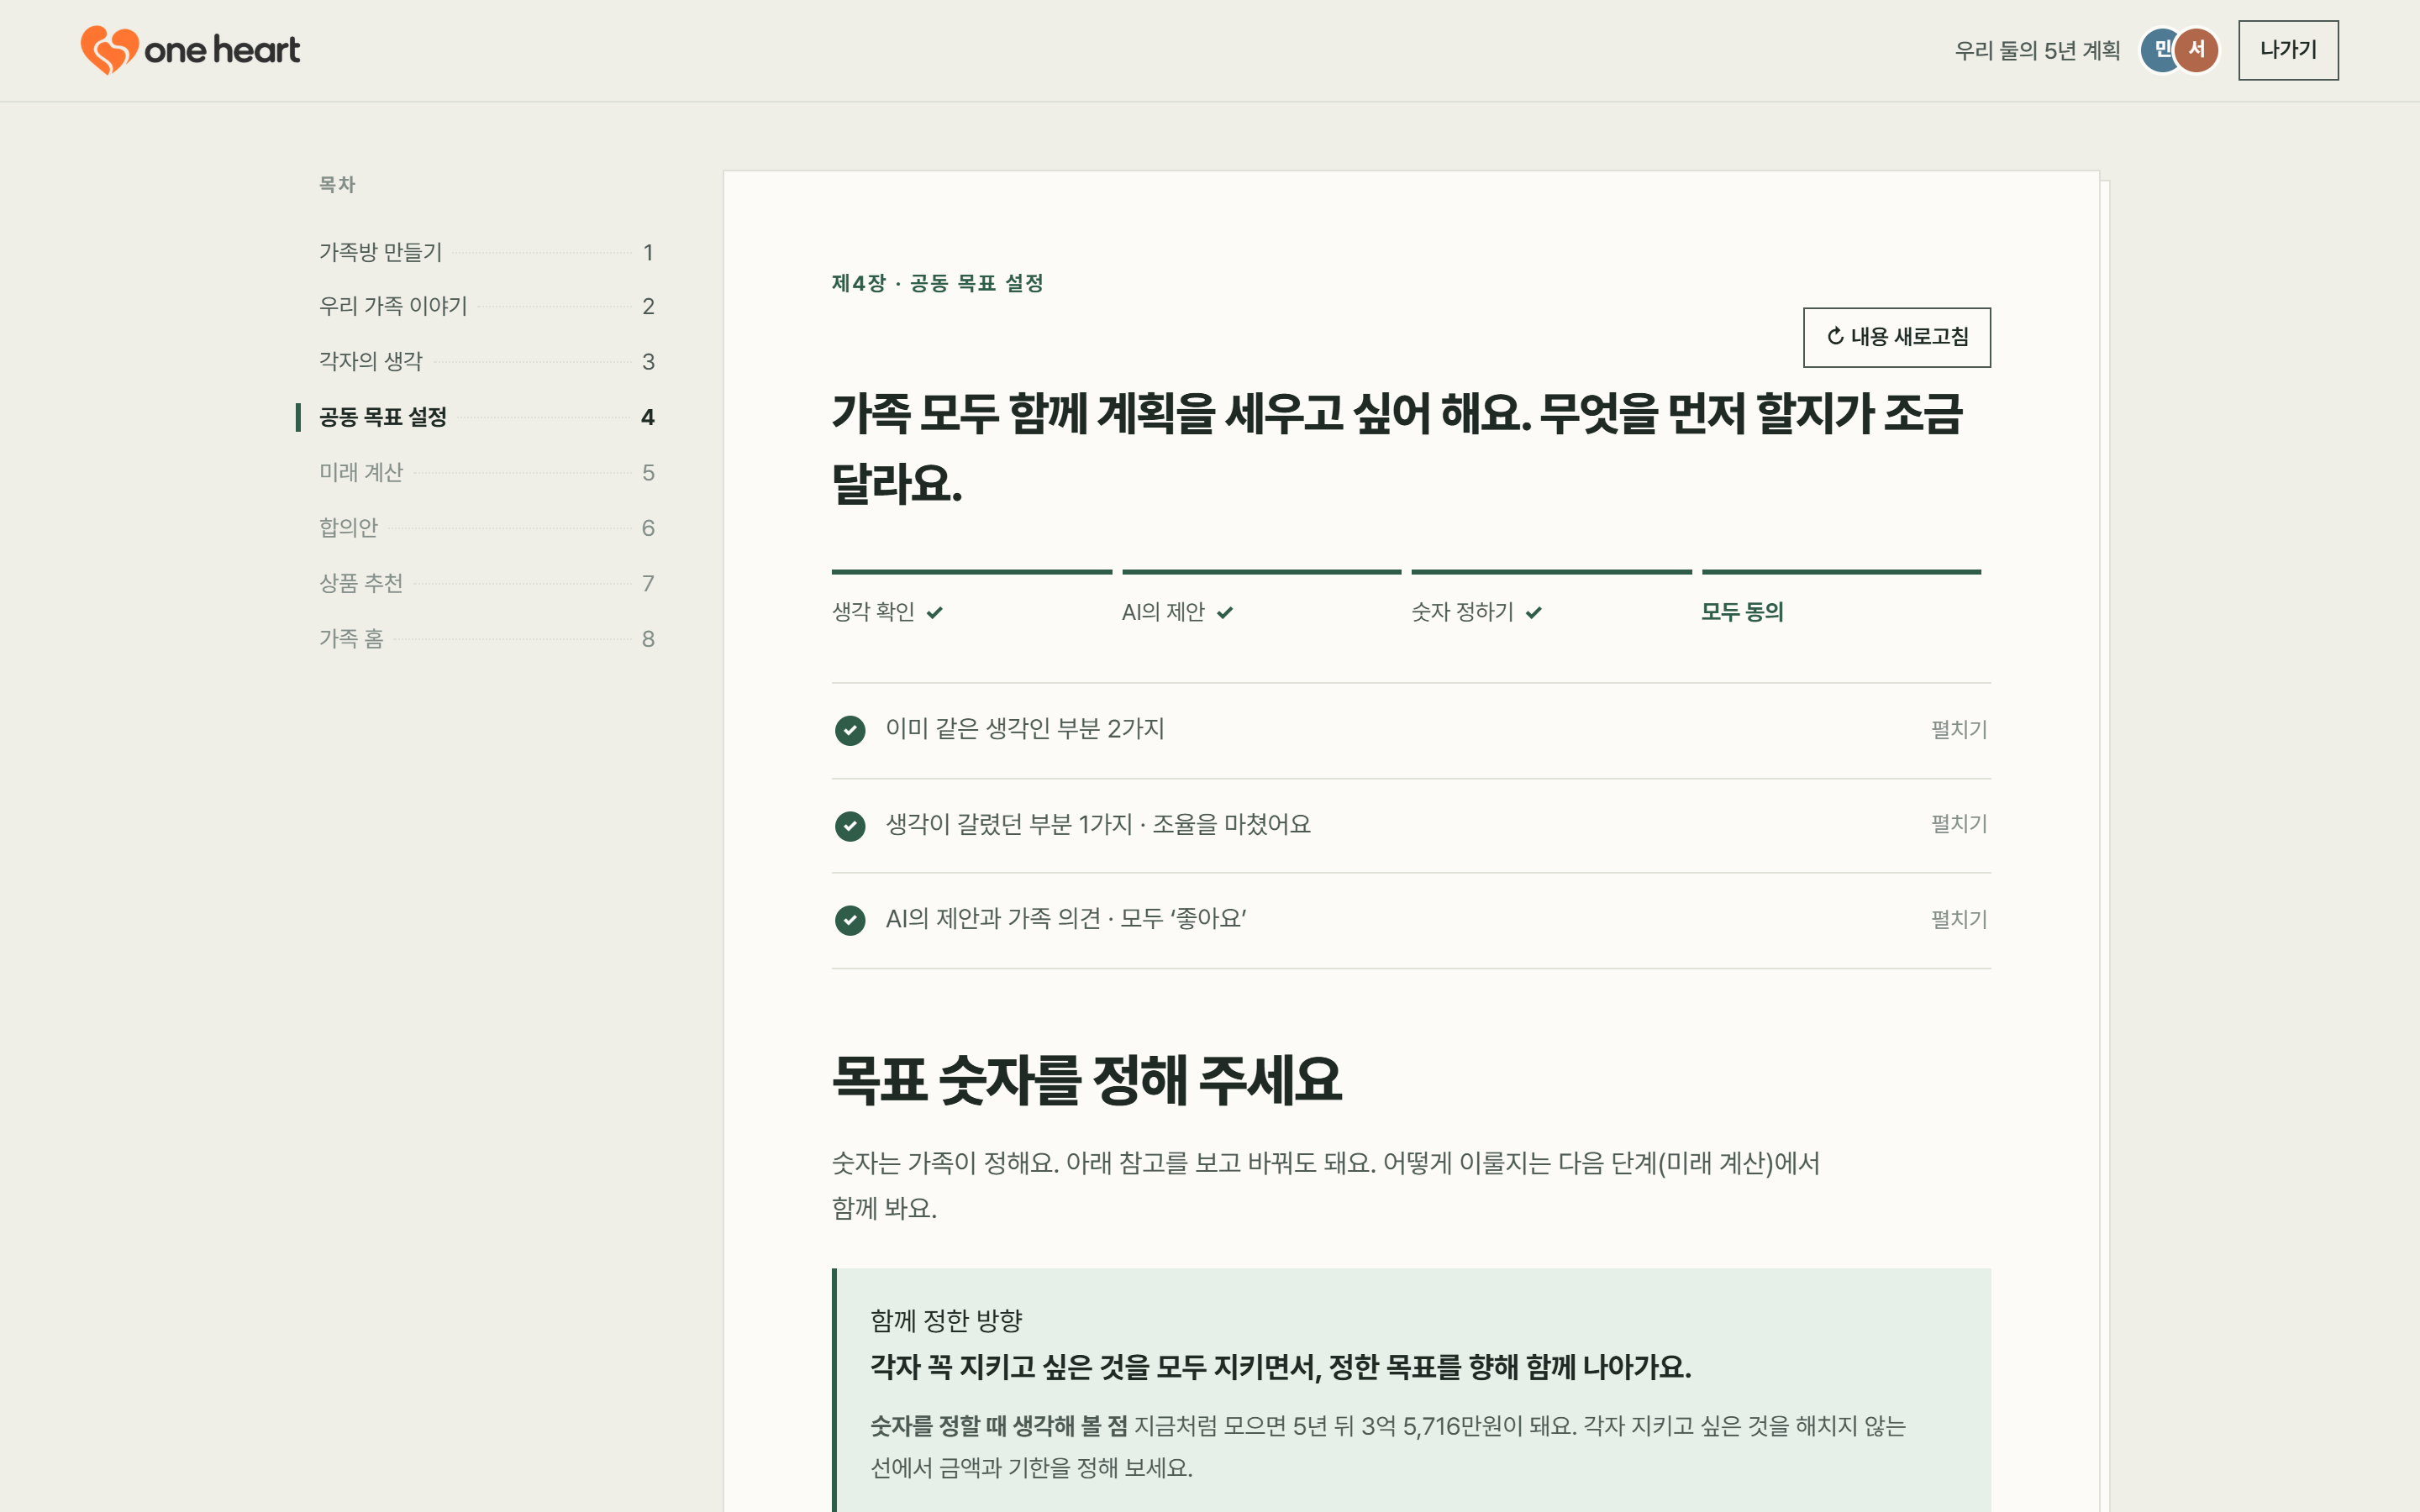 one heart
우리 둘의 5년 계획
민
서
나가기
목차
가족방 만들기 1
우리 가족 이야기 2
각자의 생각 3
공동 목표 설정 4
미래 계산 5
합의안 6
상품 추천 7
가족 홈 8
제4장 · 공동 목표 설정
↻ 내용 새로고침
가족 모두 함께 계획을 세우고 싶어 해요. 무엇을 먼저 할지가 조금
달라요.
생각 확인 ✓
AI의 제안 ✓
숫자 정하기 ✓
모두 동의
이미 같은 생각인 부분 2가지 펼치기
생각이 갈렸던 부분 1가지 · 조율을 마쳤어요 펼치기
AI의 제안과 가족 의견 · 모두 ‘좋아요’ 펼치기
목표 숫자를 정해 주세요
숫자는 가족이 정해요. 아래 참고를 보고 바꿔도 돼요. 어떻게 이룰지는 다음 단계(미래 계산)에서
함께 봐요.
함께 정한 방향
각자 꼭 지키고 싶은 것을 모두 지키면서, 정한 목표를 향해 함께 나아가요.
숫자를 정할 때 생각해 볼 점 지금처럼 모으면 5년 뒤 3억 5,716만원이 돼요. 각자 지키고 싶은 것을 해치지 않는
선에서 금액과 기한을 정해 보세요.